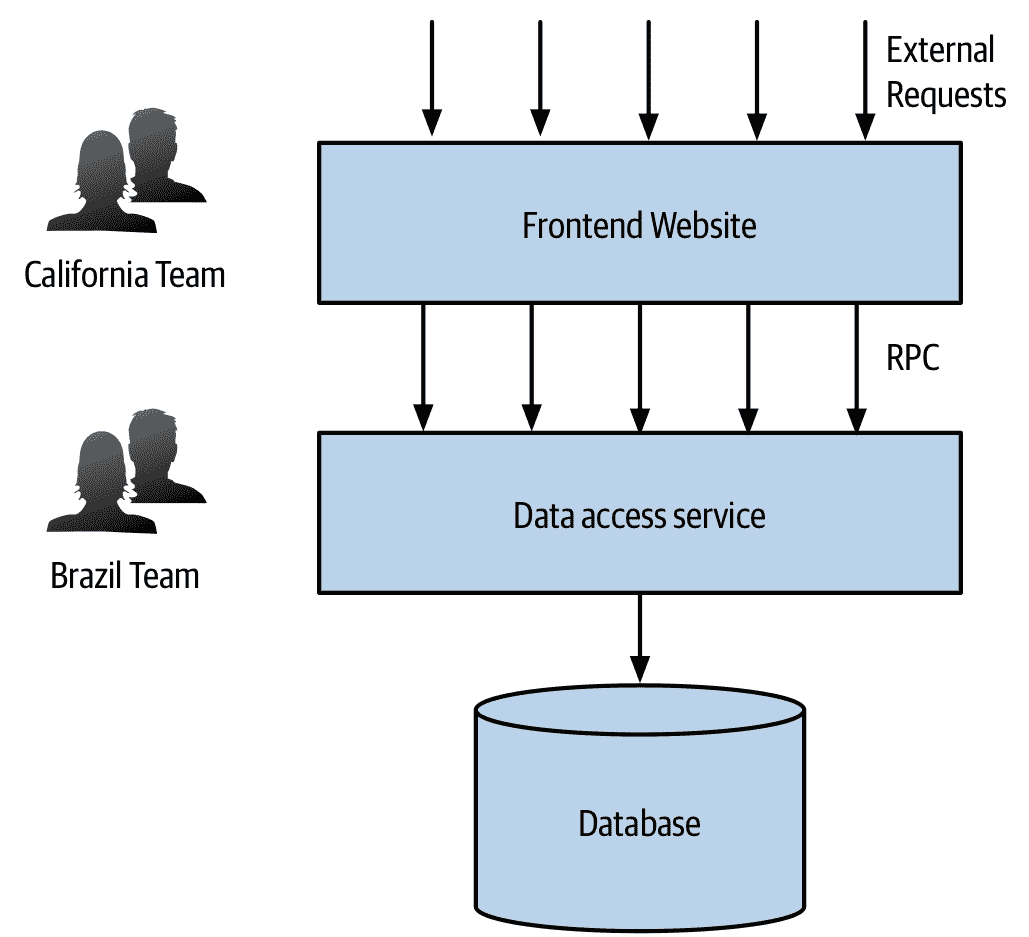 External
Requests
Frontend Website
California Team
RPC
Data access service
Brazil Team
Database